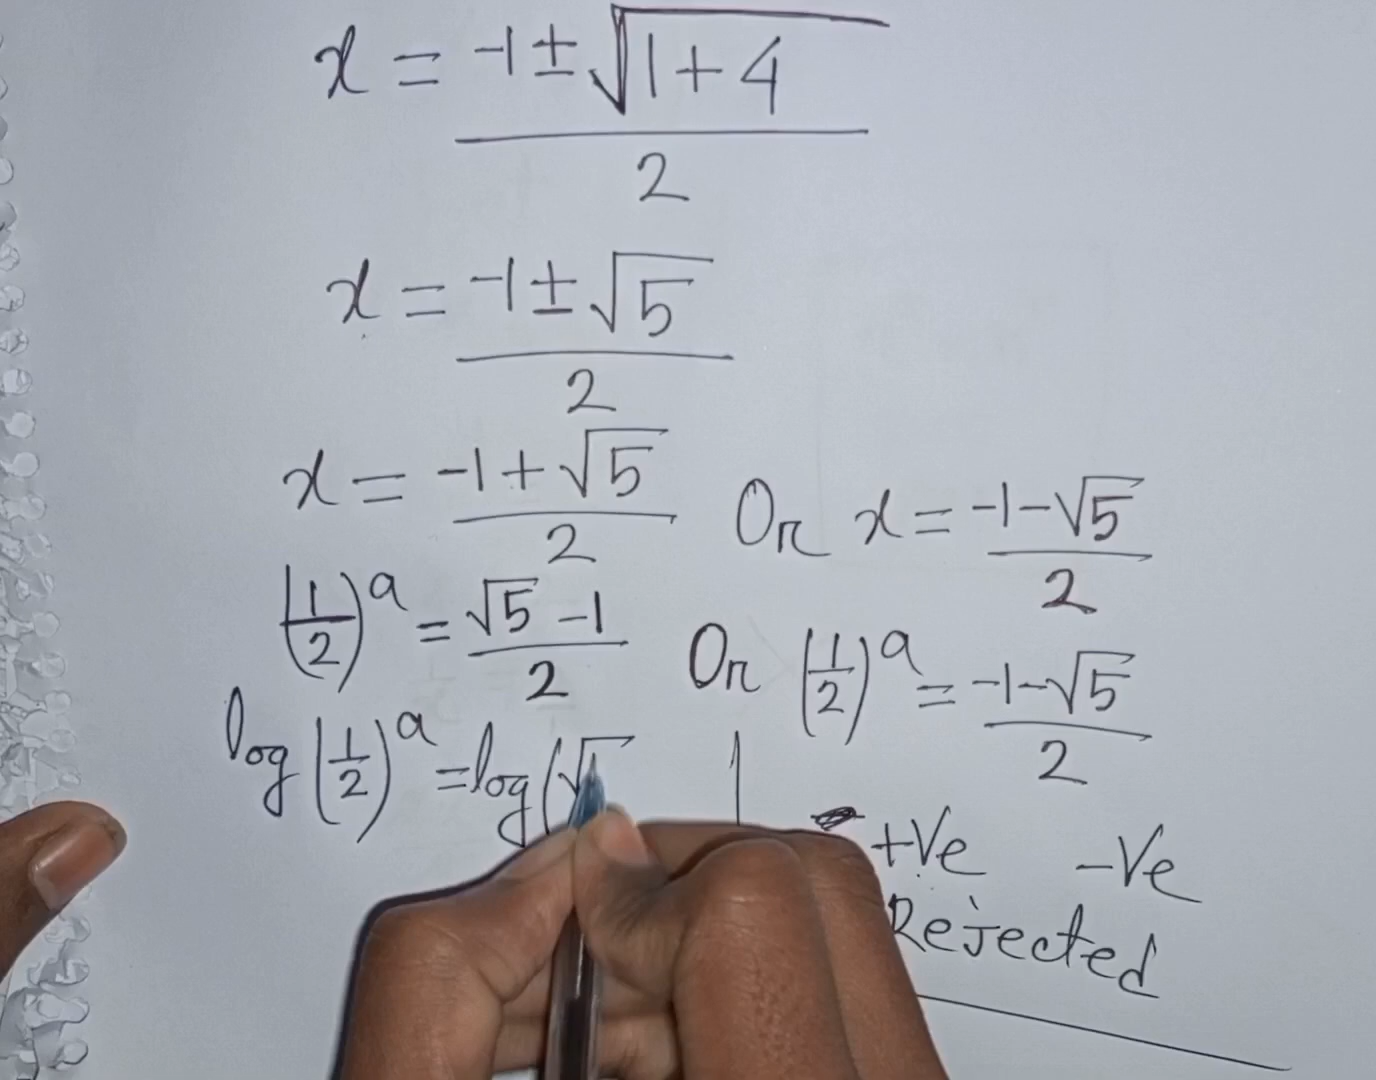 x = -1 ± √1+4 / 2
x = -1 ± √5 / 2
x = -1 + √5 / 2 Or x = -1-√5 / 2
(1/2)^a = √5 -1 / 2 Or (1/2)^a = -1-√5 / 2
log(1/2)^a = log(√
+Ve -Ve
Rejected